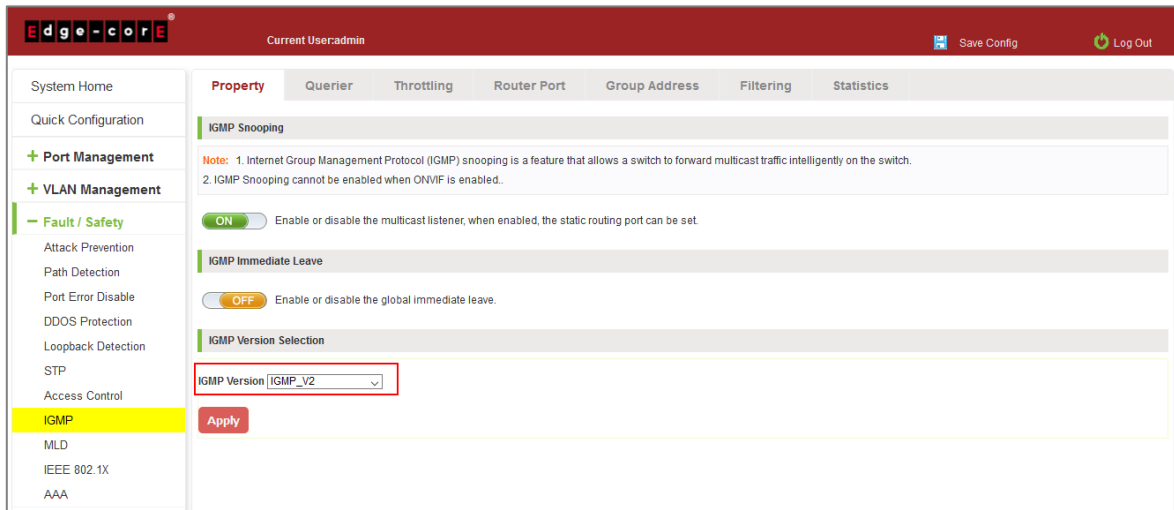 Edge-corE®
Current User:admin
Save Config
Log Out
System Home
Quick Configuration
+ Port Management
+ VLAN Management
− Fault / Safety
Attack Prevention
Path Detection
Port Error Disable
DDOS Protection
Loopback Detection
STP
Access Control
IGMP
MLD
IEEE 802.1X
AAA
Property Querier Throttling Router Port Group Address Filtering Statistics
IGMP Snooping
Note: 1. Internet Group Management Protocol (IGMP) snooping is a feature that allows a switch to forward multicast traffic intelligently on the switch.
2. IGMP Snooping cannot be enabled when ONVIF is enabled..
ON Enable or disable the multicast listener, when enabled, the static routing port can be set.
IGMP Immediate Leave
OFF Enable or disable the global immediate leave.
IGMP Version Selection
IGMP Version IGMP_V2
Apply